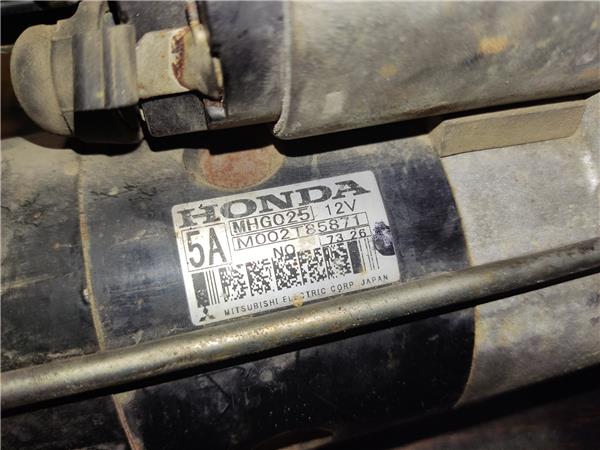 HONDA
5A MHG025 12V
M002T85871
NO. 73 26
MITSUBISHI ELECTRIC CORP. JAPAN